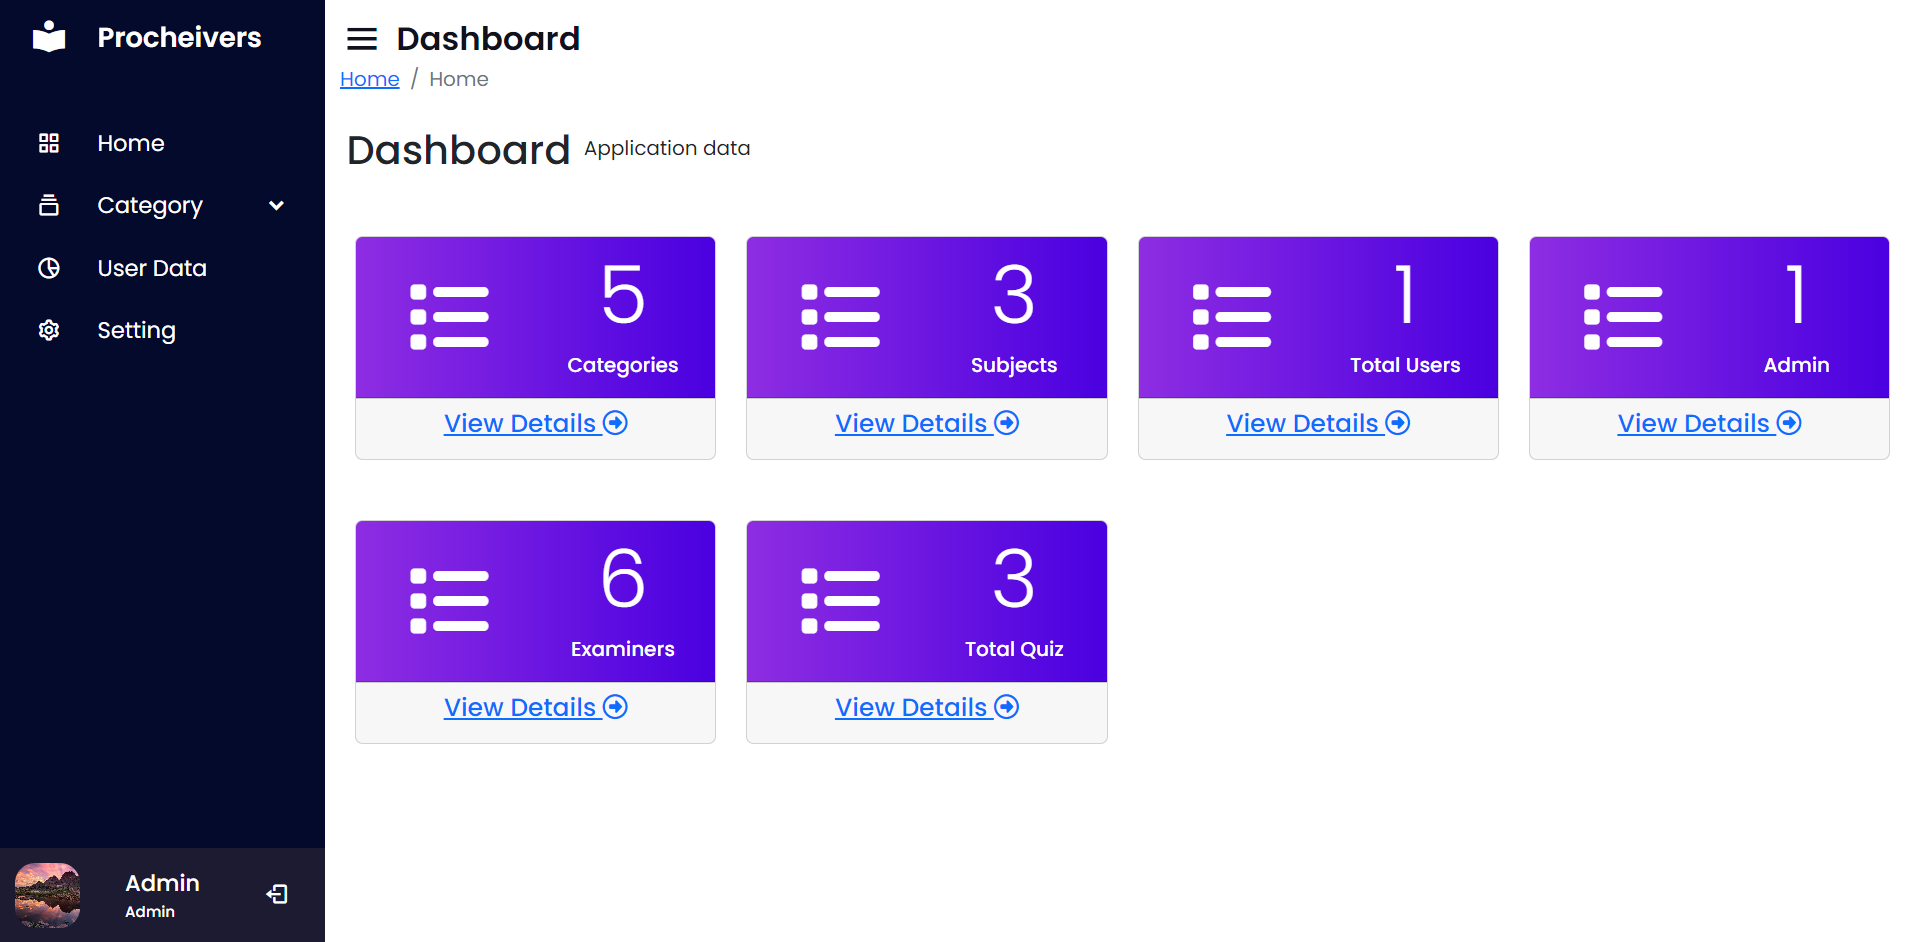 Procheivers
Home
Category
User Data
Setting
Admin
Admin
Dashboard
Home / Home
Dashboard Application data
5
Categories
View Details
3
Subjects
View Details
1
Total Users
View Details
1
Admin
View Details
6
Examiners
View Details
3
Total Quiz
View Details